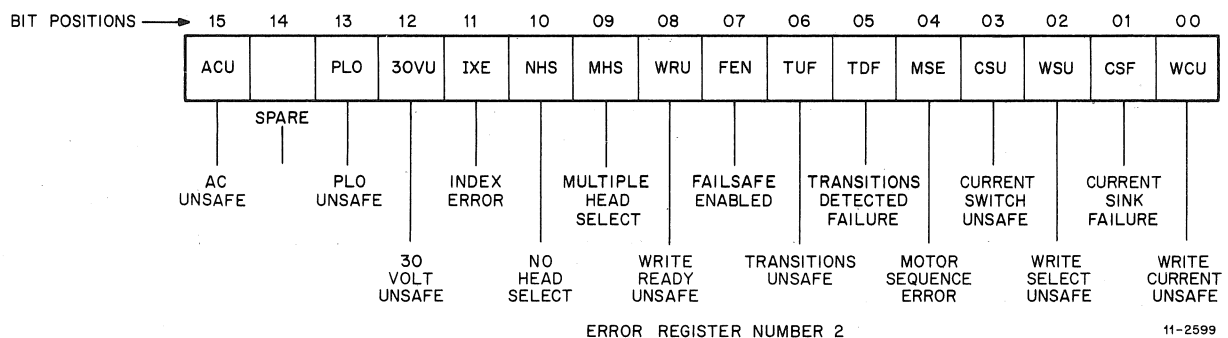 BIT POSITIONS 15 14 13 12 11 10 09 08 07 06 05 04 03 02 01 00
ACU PLO 30VU IXE NHS MHS WRU FEN TUF TDF MSE CSU WSU CSF WCU
SPARE
AC UNSAFE
PLO UNSAFE
INDEX ERROR
MULTIPLE HEAD SELECT
FAILSAFE ENABLED
TRANSITIONS DETECTED FAILURE
CURRENT SWITCH UNSAFE
CURRENT SINK FAILURE
30 VOLT UNSAFE
NO HEAD SELECT
WRITE READY UNSAFE
TRANSITIONS UNSAFE
MOTOR SEQUENCE ERROR
WRITE SELECT UNSAFE
WRITE CURRENT UNSAFE
ERROR REGISTER NUMBER 2
11-2599